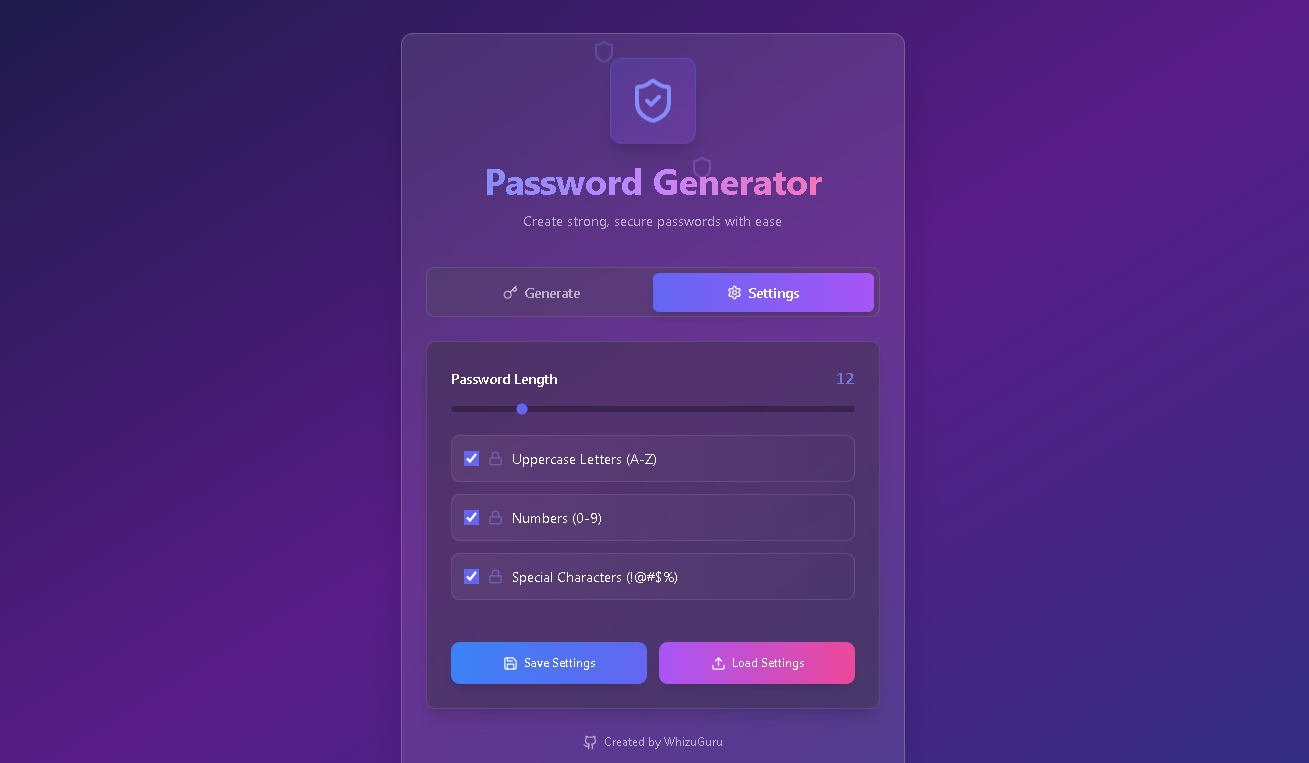 Password Generator
Create strong, secure passwords with ease
Generate
Settings
Password Length
12
Uppercase Letters (A-Z)
Numbers (0-9)
Special Characters (!@#$%)
Save Settings
Load Settings
Created by WhizuGuru